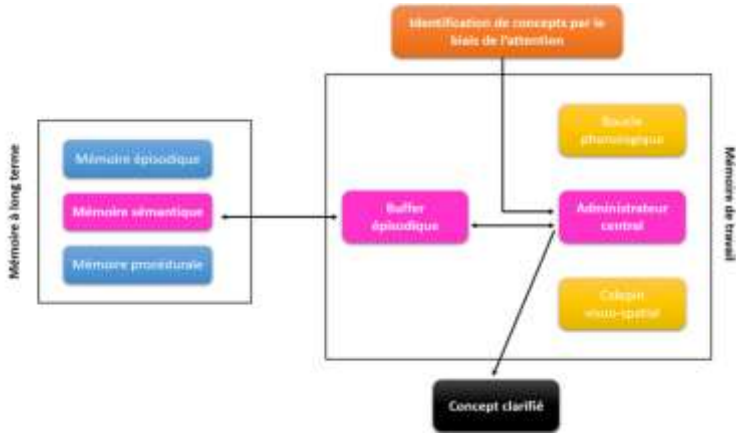 Identification de concepts par le
biais de l'attention
Mémoire à long terme
Mémoire épisodique
Mémoire sémantique
Mémoire procédurale
Buffer
épisodique
Boucle
phonologique
Administrateur
central
Calepin
visuo-spatial
Mémoire de travail
Concept clarifié